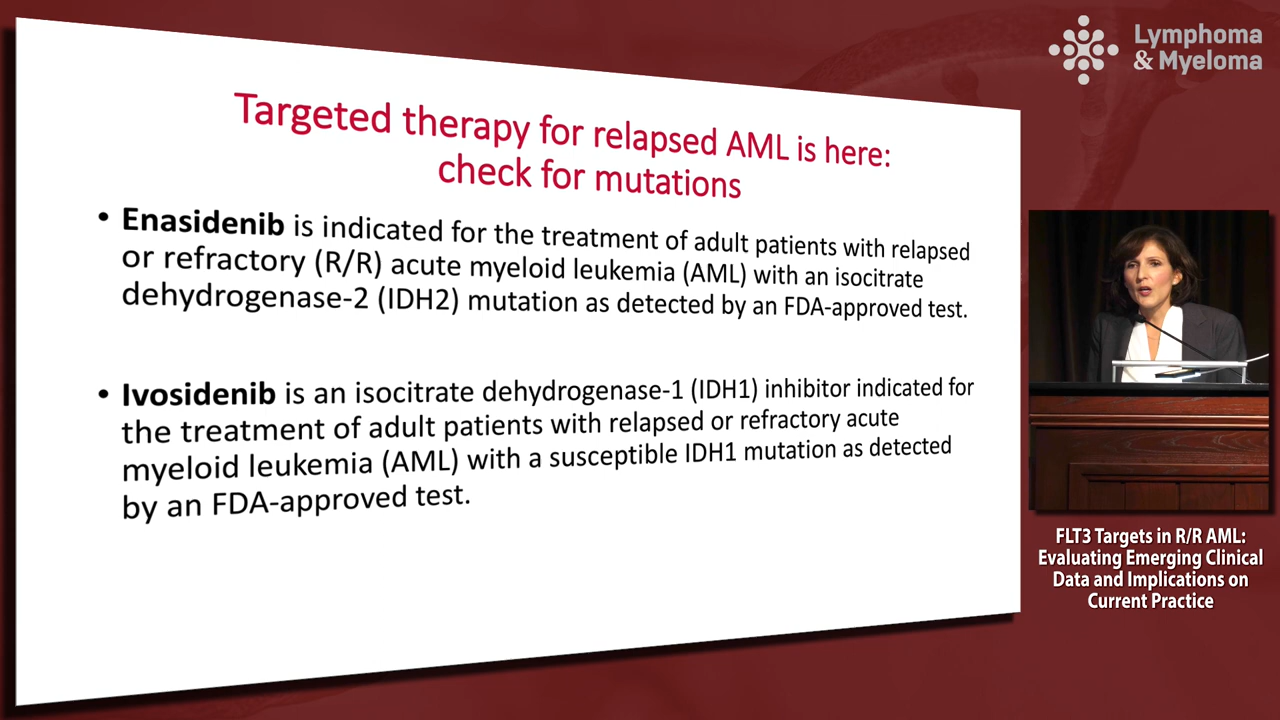 Lymphoma
& Myeloma
Targeted therapy for relapsed AML is here:
check for mutations
• Enasidenib is indicated for the treatment of adult patients with relapsed
or refractory (R/R) acute myeloid leukemia (AML) with an isocitrate
dehydrogenase-2 (IDH2) mutation as detected by an FDA-approved test.
• Ivosidenib is an isocitrate dehydrogenase-1 (IDH1) inhibitor indicated for
the treatment of adult patients with relapsed or refractory acute
myeloid leukemia (AML) with a susceptible IDH1 mutation as detected
by an FDA-approved test.
FLT3 Targets in R/R AML:
Evaluating Emerging Clinical
Data and Implications on
Current Practice